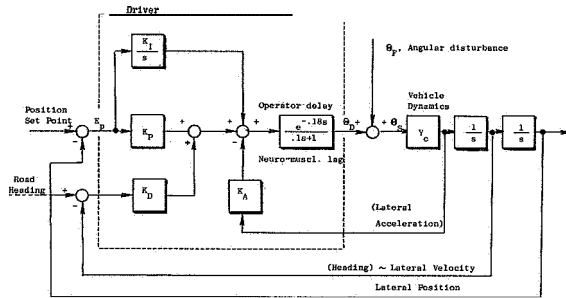 Driver
K_I
s
θ_F, Angular disturbance
Position
Set Point
+
-
E_p
K_P
+
+
+
+
-
+
Operator delay
e^-.18s
.1s+1
Neuro-muscl. lag
θ_D +
+ θ_S
Vehicle
Dynamics
Y_c
1
s
1
s
Road
Heading
+
-
K_D
K_A
(Lateral
Acceleration)
(Heading) ~ Lateral Velocity
Lateral Position